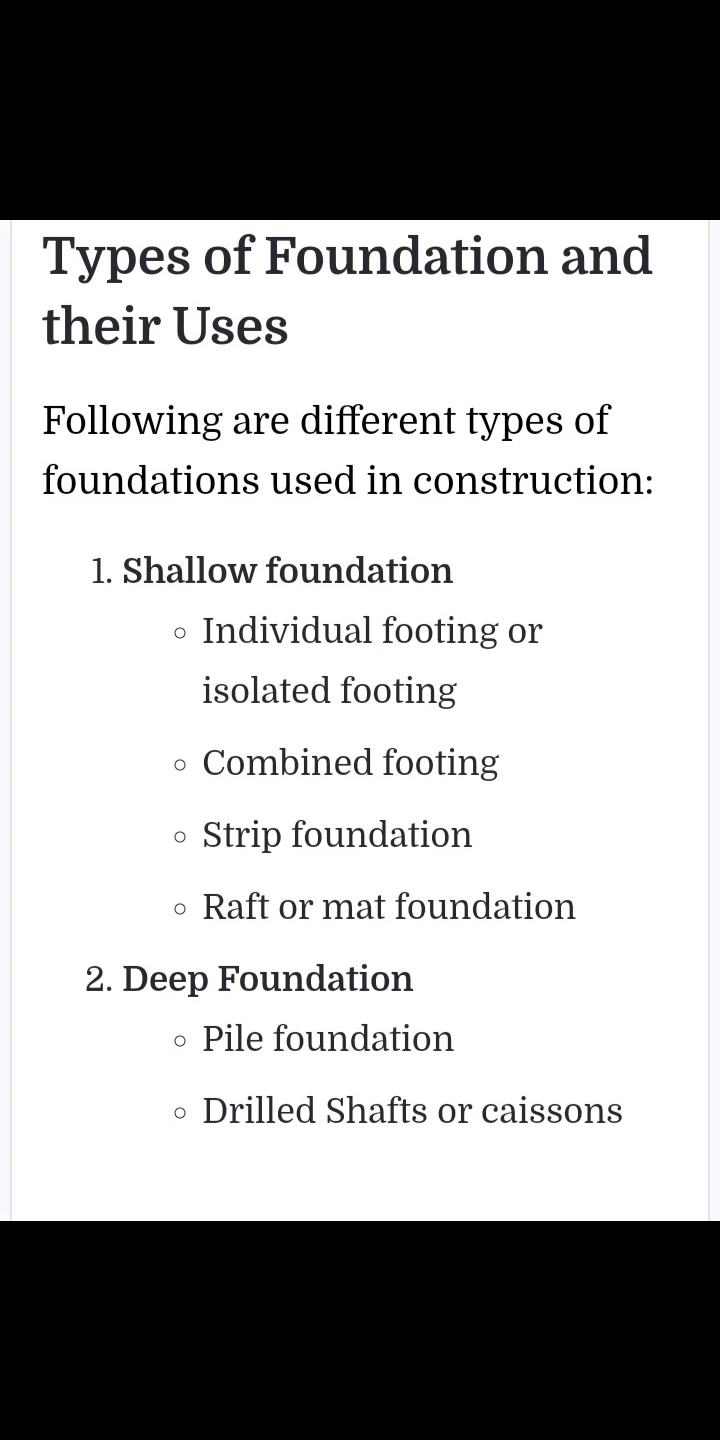 Types of Foundation and
their Uses
Following are different types of
foundations used in construction:
1. Shallow foundation
◦ Individual footing or
isolated footing
◦ Combined footing
◦ Strip foundation
◦ Raft or mat foundation
2. Deep Foundation
◦ Pile foundation
◦ Drilled Shafts or caissons